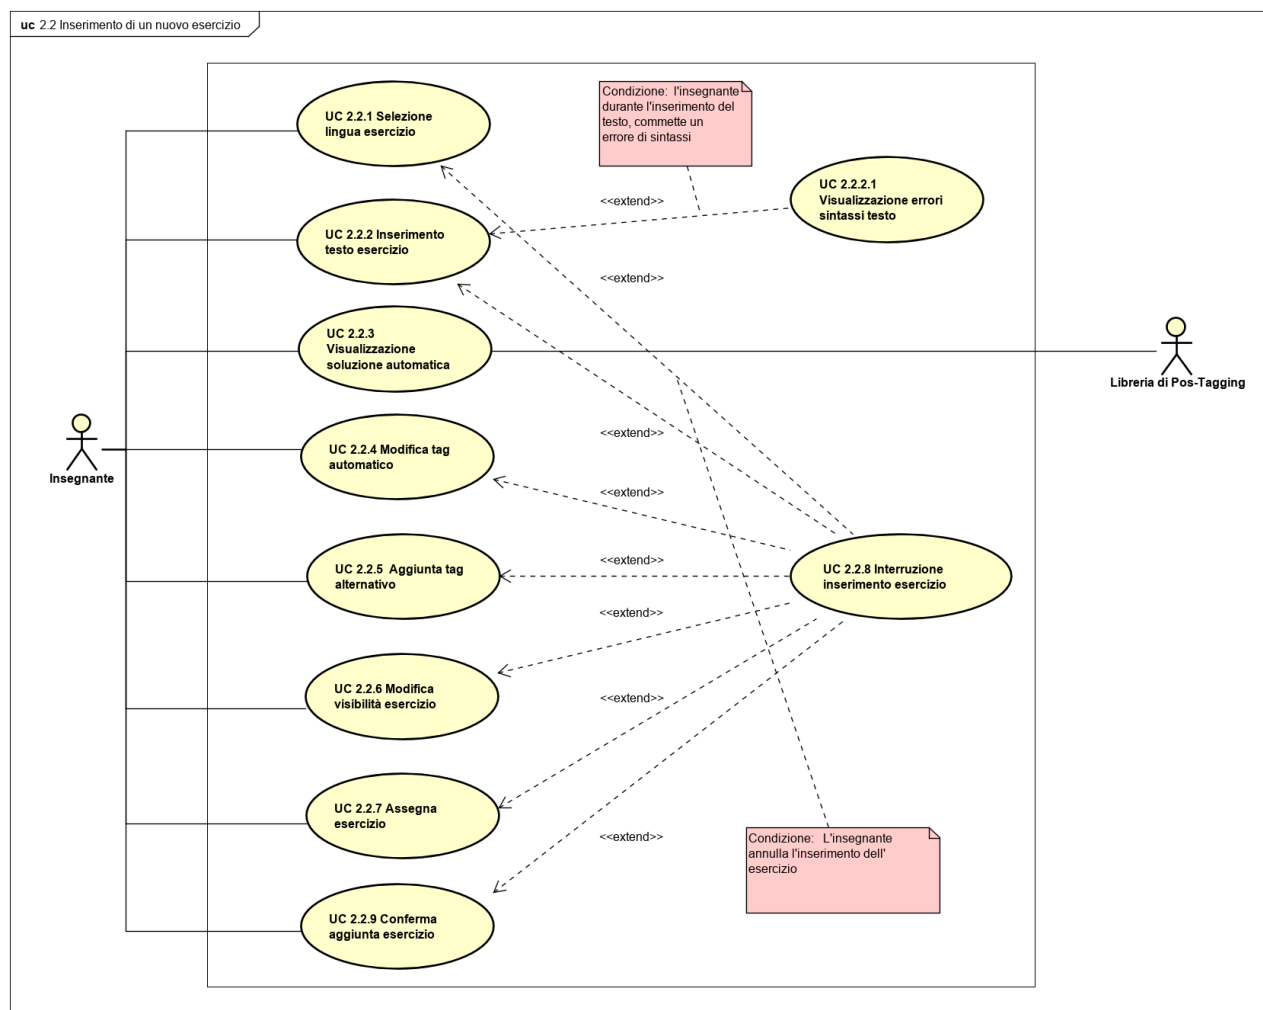 uc 2.2 Inserimento di un nuovo esercizio
UC 2.2.1 Selezione
lingua esercizio
Condizione:  l'insegnante
durante l'inserimento del
testo, commette un
errore di sintassi
UC 2.2.2.1
Visualizzazione errori
sintassi testo
<<extend>>
UC 2.2.2 Inserimento
testo esercizio
<<extend>>
UC 2.2.3
Visualizzazione
soluzione automatica
Libreria di Pos-Tagging
<<extend>>
UC 2.2.4 Modifica tag
automatico
Insegnante
<<extend>>
<<extend>>
UC 2.2.5  Aggiunta tag
alternativo
UC 2.2.8 Interruzione
inserimento esercizio
<<extend>>
UC 2.2.6 Modifica
visibilità esercizio
<<extend>>
UC 2.2.7 Assegna
esercizio
<<extend>>
Condizione:   L'insegnante
annulla l'inserimento dell'
esercizio
UC 2.2.9 Conferma
aggiunta esercizio